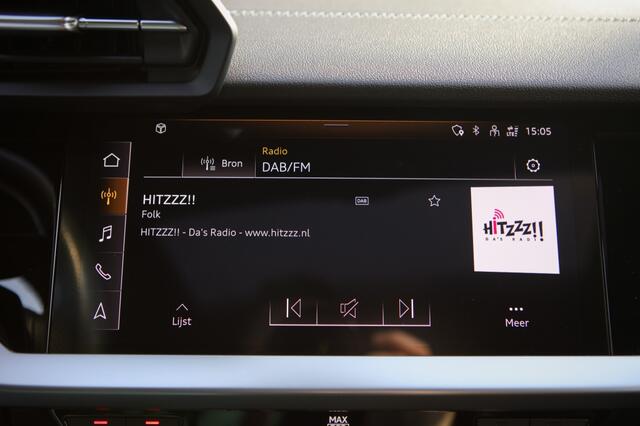 LTE
15:05
Bron
Radio
DAB/FM
HITZZZ!!
DAB
Folk
HITZZZ!! - Da's Radio - www.hitzzz.nl
HITZZZ!!
DA'S RADIO
Lijst
Meer
MAX